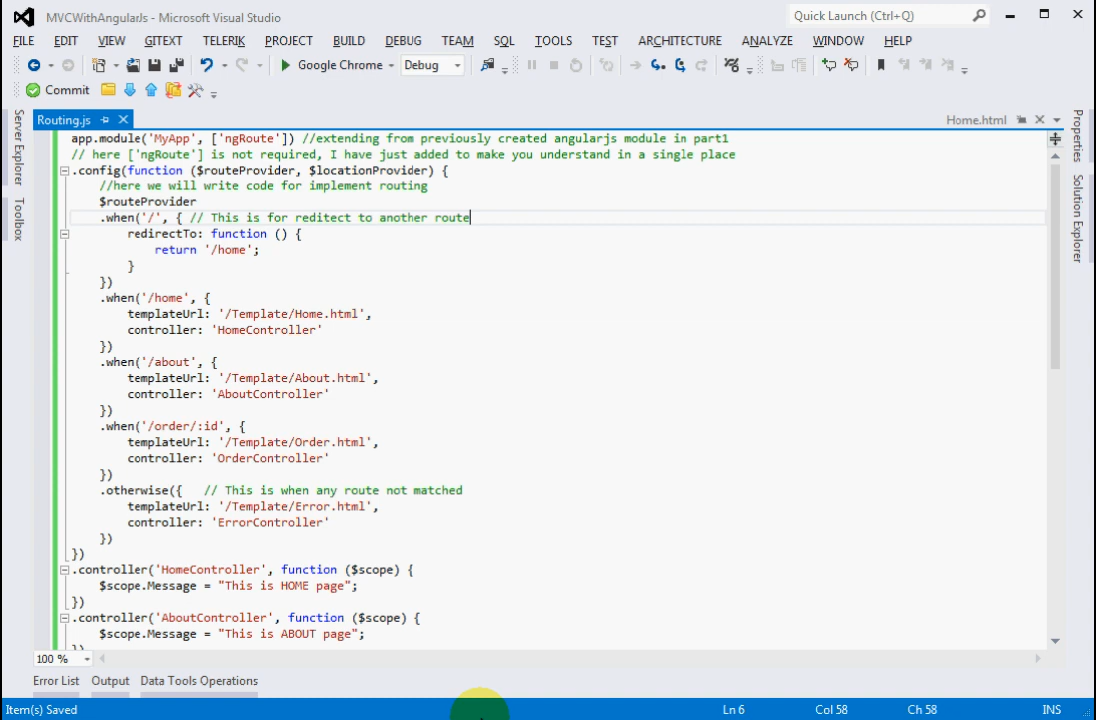 MVCWithAngularJs - Microsoft Visual Studio
Quick Launch (Ctrl+Q)
FILE EDIT VIEW GITEXT TELERIK PROJECT BUILD DEBUG TEAM SQL TOOLS TEST ARCHITECTURE ANALYZE WINDOW HELP
Google Chrome Debug
Commit
Server Explorer
Toolbox
Properties
Solution Explorer
Routing.js Home.html
app.module('MyApp', ['ngRoute']) //extending from previously created angularjs module in part1
// here ['ngRoute'] is not required, I have just added to make you understand in a single place
.config(function ($routeProvider, $locationProvider) {
//here we will write code for implement routing
$routeProvider
.when('/', { // This is for reditect to another route
redirectTo: function () {
return '/home';
}
})
.when('/home', {
templateUrl: '/Template/Home.html',
controller: 'HomeController'
})
.when('/about', {
templateUrl: '/Template/About.html',
controller: 'AboutController'
})
.when('/order/:id', {
templateUrl: '/Template/Order.html',
controller: 'OrderController'
})
.otherwise({ // This is when any route not matched
templateUrl: '/Template/Error.html',
controller: 'ErrorController'
})
})
.controller('HomeController', function ($scope) {
$scope.Message = "This is HOME page";
})
.controller('AboutController', function ($scope) {
$scope.Message = "This is ABOUT page";
})
100 %
Error List Output Data Tools Operations
Item(s) Saved Ln 6 Col 58 Ch 58 INS